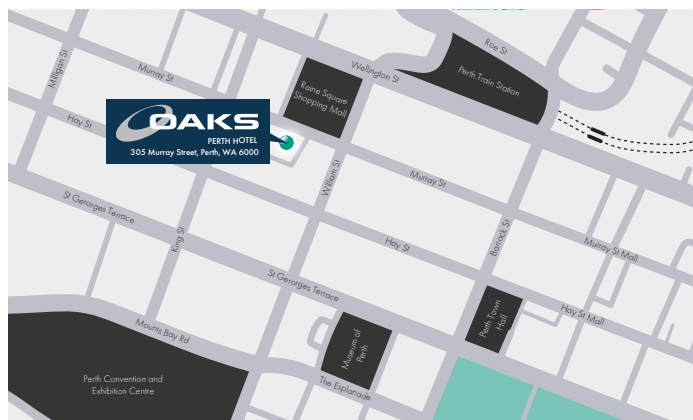 Roe St
Milligan St
Murray St
Wellington St
Perth Train Station
Raine Square
Shopping Mall
Hay St
OAKS
PERTH HOTEL
305 Murray Street, Perth, WA 6000
William St
Murray St
St Gerorges Terrace
King St
Hay St
Barrack St
Murray St Mall
St Gerorges Terrace
Perth Town
Hall
Hay St Mall
Mounts Bay Rd
Museum of
Perth
Perth Convention and
Exhibition Centre
The Esplanade